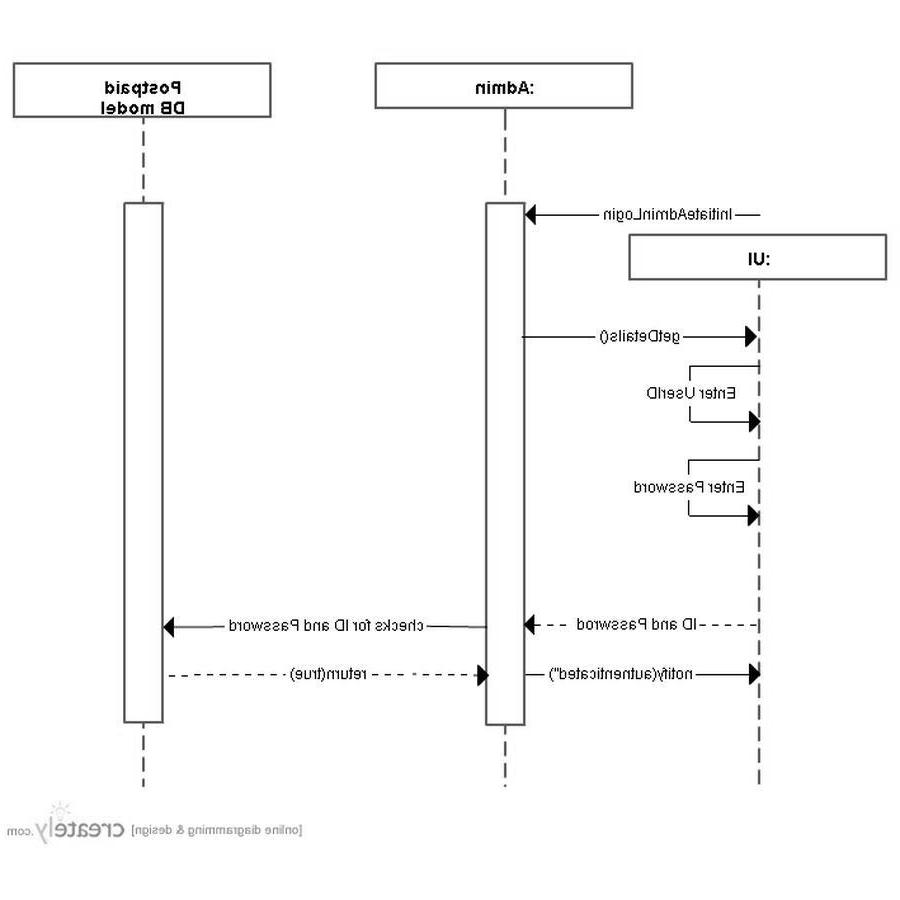 :Admin
Postpaid
DB model
InitiateAdminLogin
:UI
getDetails()
Enter UserID
Enter Password
ID and Passwrod
checks for ID and Password
notify(authenticated")
return(true)
[online diagramming & design] creately.com